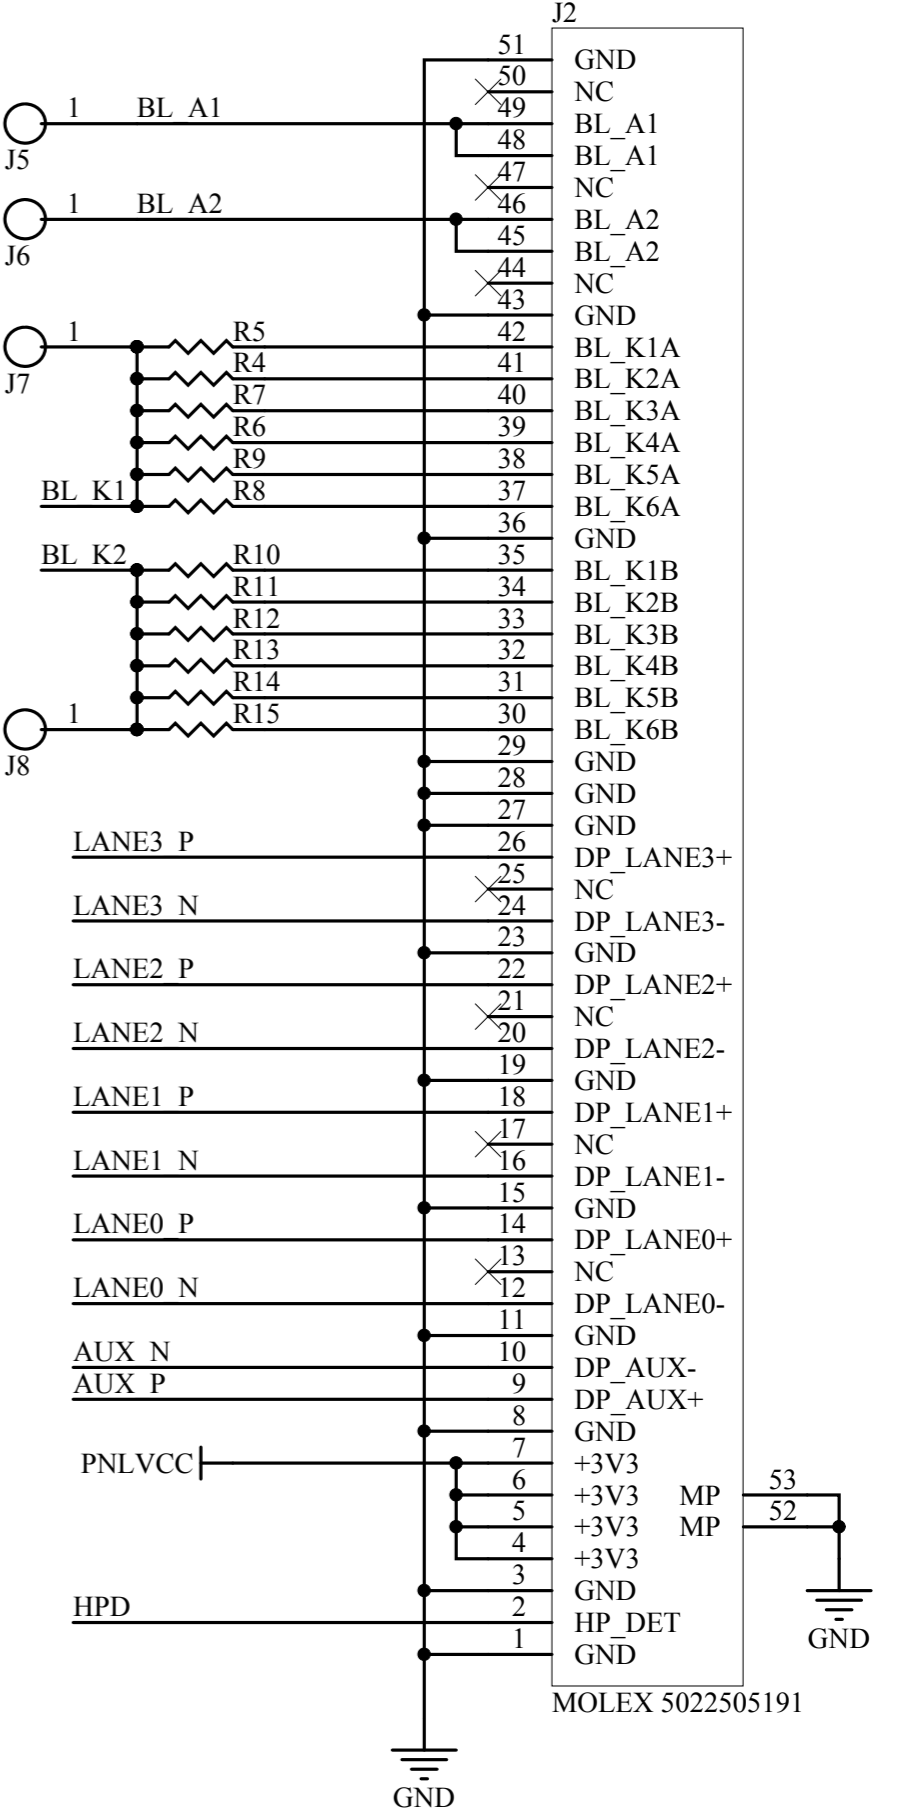 J2
51 GND
50 NC
1 BL_A1 49 BL_A1
J5 48 BL_A1
47 NC
1 BL_A2 46 BL_A2
J6 45 BL_A2
44 NC
43 GND
1 R5 42 BL_K1A
J7 R4 41 BL_K2A
R7 40 BL_K3A
R6 39 BL_K4A
R9 38 BL_K5A
BL_K1 R8 37 BL_K6A
36 GND
BL_K2 R10 35 BL_K1B
R11 34 BL_K2B
R12 33 BL_K3B
R13 32 BL_K4B
R14 31 BL_K5B
1 R15 30 BL_K6B
J8 29 GND
28 GND
27 GND
LANE3_P 26 DP_LANE3+
25 NC
LANE3_N 24 DP_LANE3-
23 GND
LANE2_P 22 DP_LANE2+
21 NC
LANE2_N 20 DP_LANE2-
19 GND
LANE1_P 18 DP_LANE1+
17 NC
LANE1_N 16 DP_LANE1-
15 GND
LANE0_P 14 DP_LANE0+
13 NC
LANE0_N 12 DP_LANE0-
11 GND
AUX_N 10 DP_AUX-
AUX_P 9 DP_AUX+
8 GND
PNLVCC 7 +3V3
6 +3V3 MP 53
5 +3V3 MP 52
4 +3V3
3 GND
HPD 2 HP_DET GND
1 GND
MOLEX 5022505191
GND